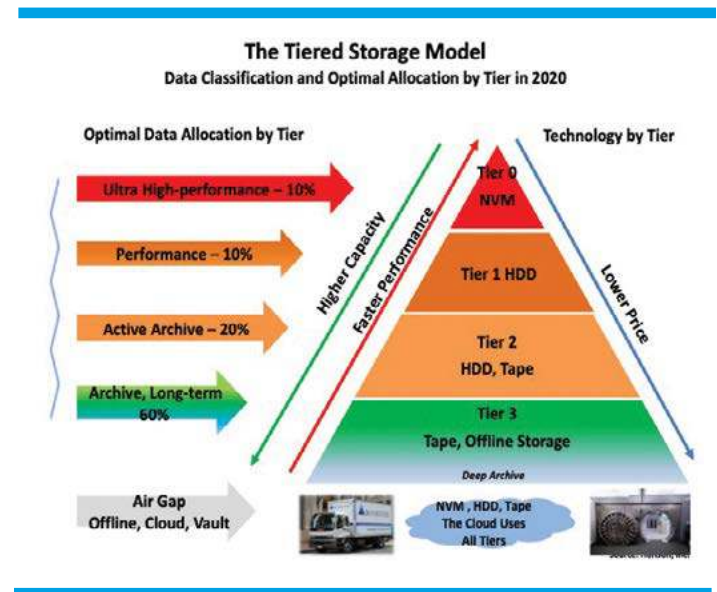 The Tiered Storage Model
Data Classification and Optimal Allocation by Tier in 2020
Optimal Data Allocation by Tier
Technology by Tier
Ultra High-performance – 10%
Performance – 10%
Active Archive – 20%
Archive, Long-term
60%
Air Gap
Offline, Cloud, Vault
Higher Capacity
Faster Performance
Lower Price
Tier 0
NVM
Tier 1 HDD
Tier 2
HDD, Tape
Tier 3
Tape, Offline Storage
Deep Archive
NVM , HDD, Tape
The Cloud Uses
All Tiers